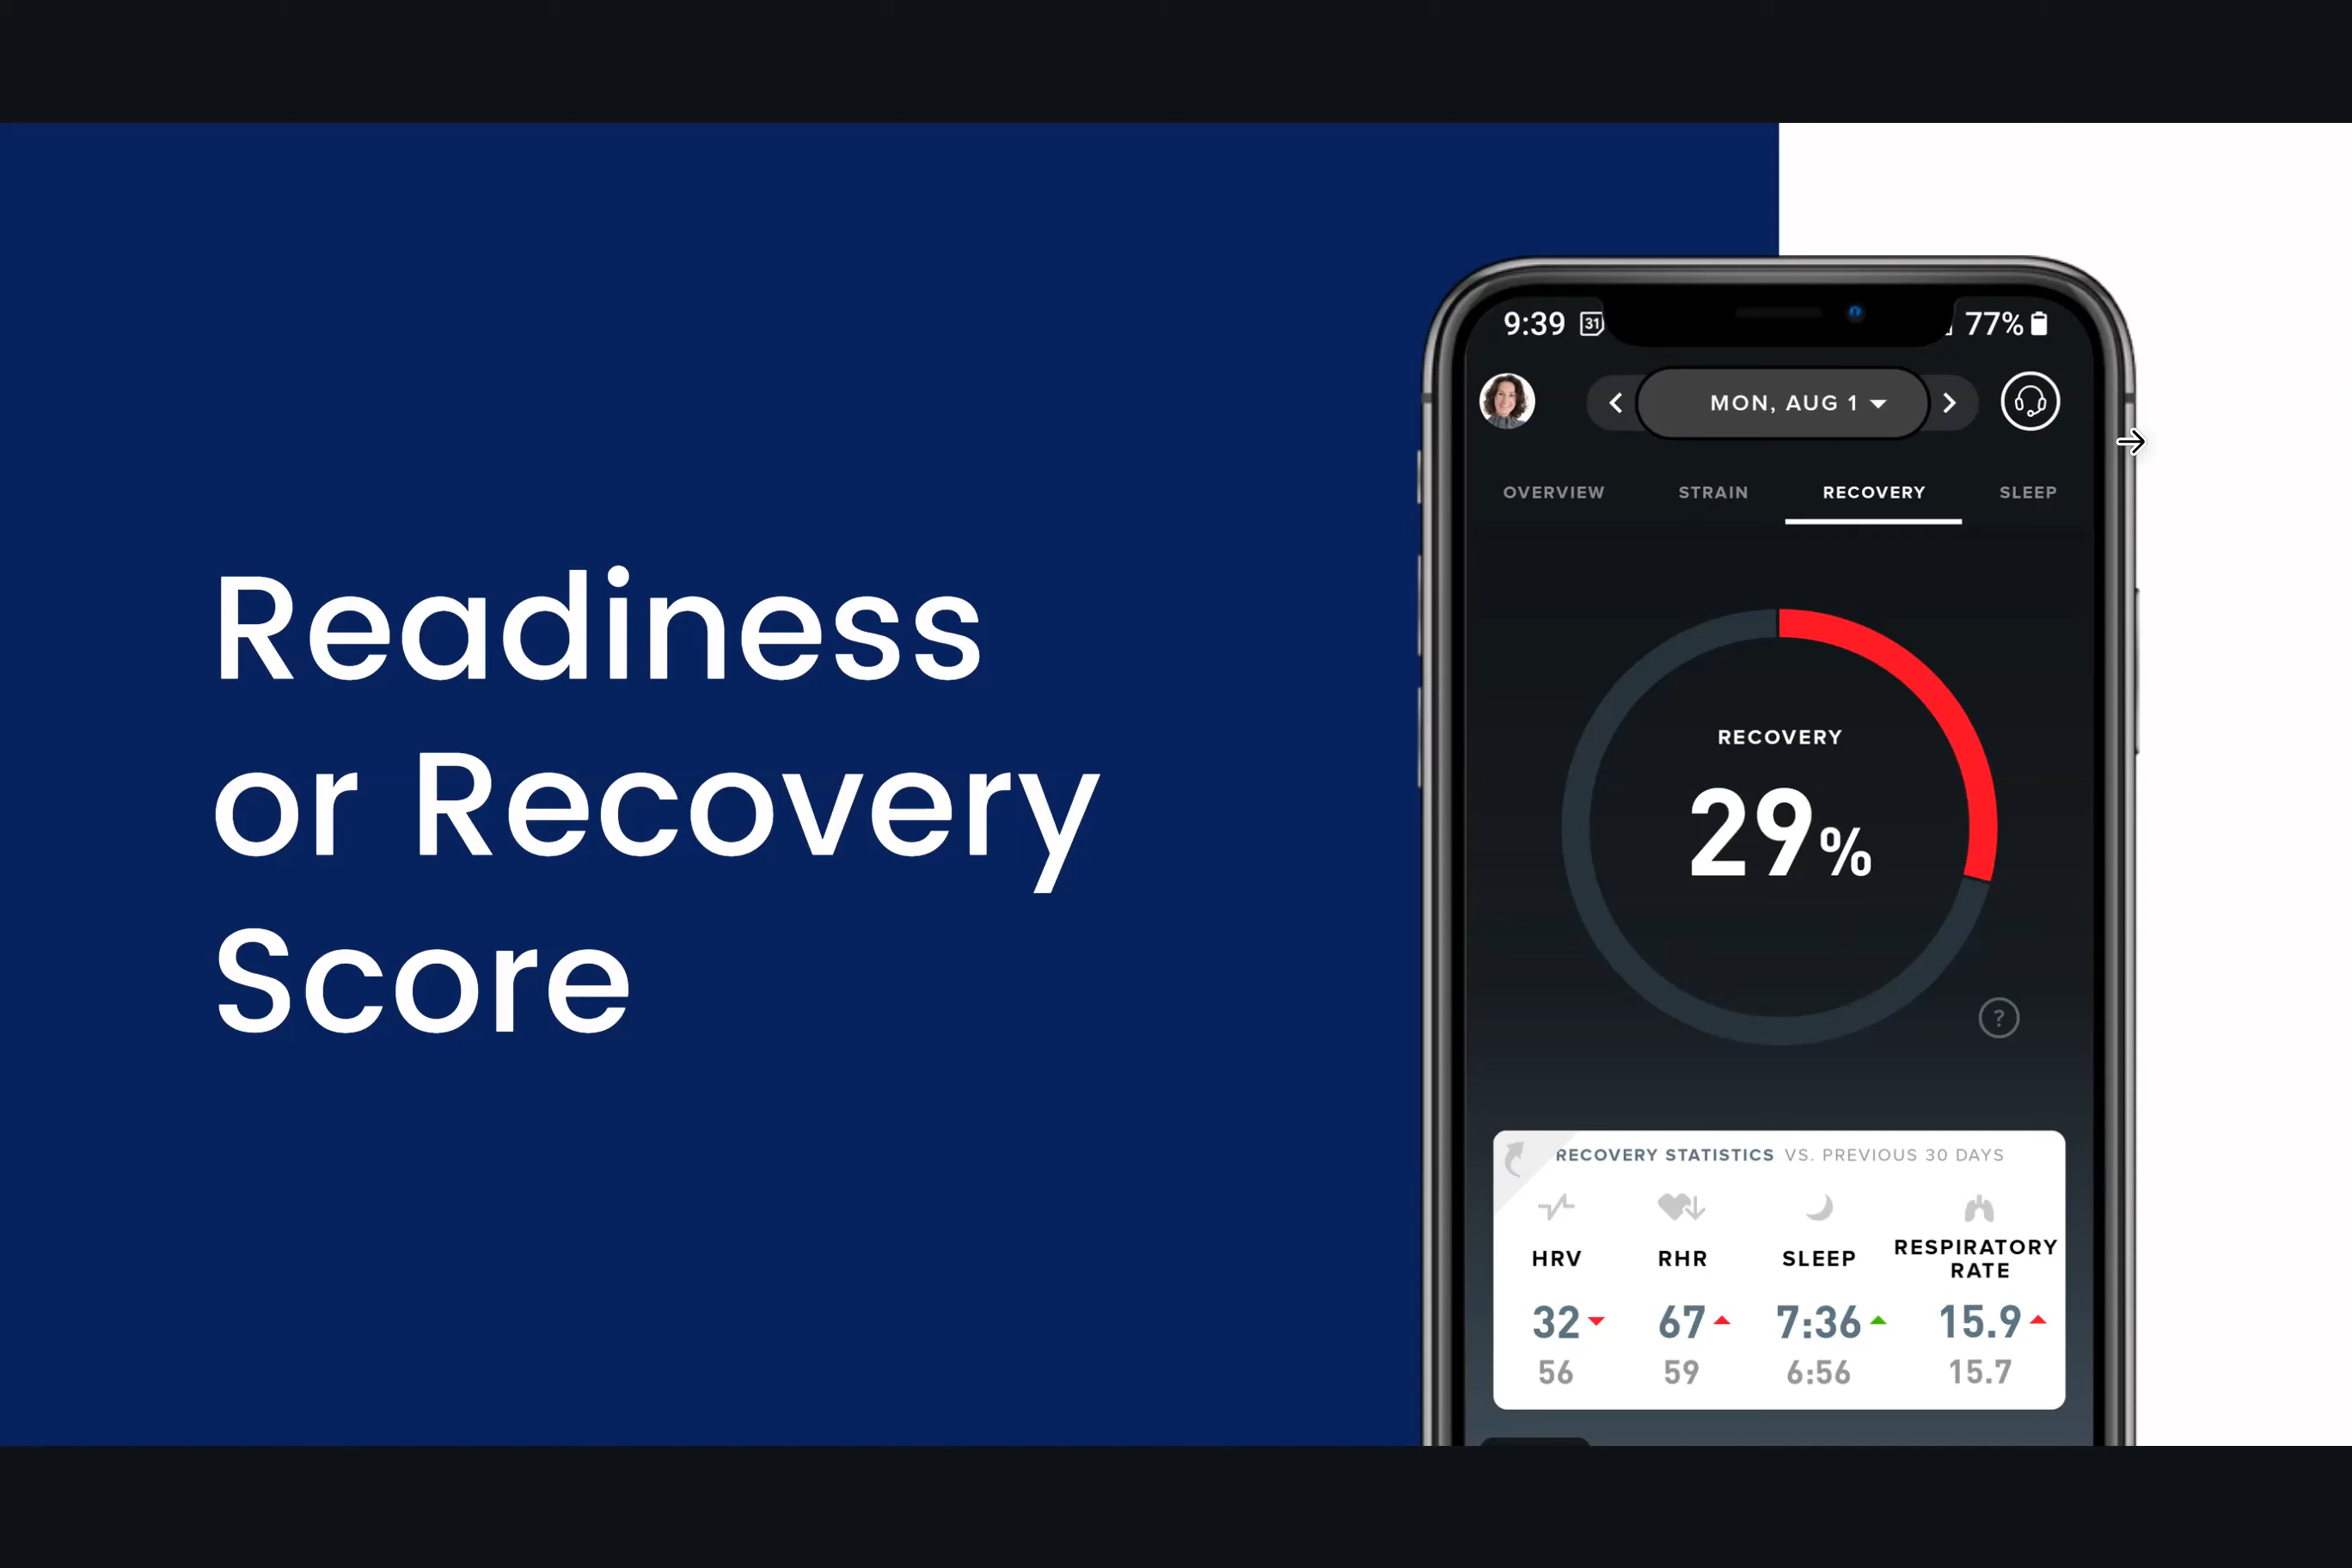 Readiness
or Recovery
Score
9:39 31 77%
MON, AUG 1
OVERVIEW STRAIN RECOVERY SLEEP
RECOVERY
29%
?
RECOVERY STATISTICS VS. PREVIOUS 30 DAYS
HRV RHR SLEEP RESPIRATORY RATE
32 67 7:36 15.9
56 59 6:56 15.7